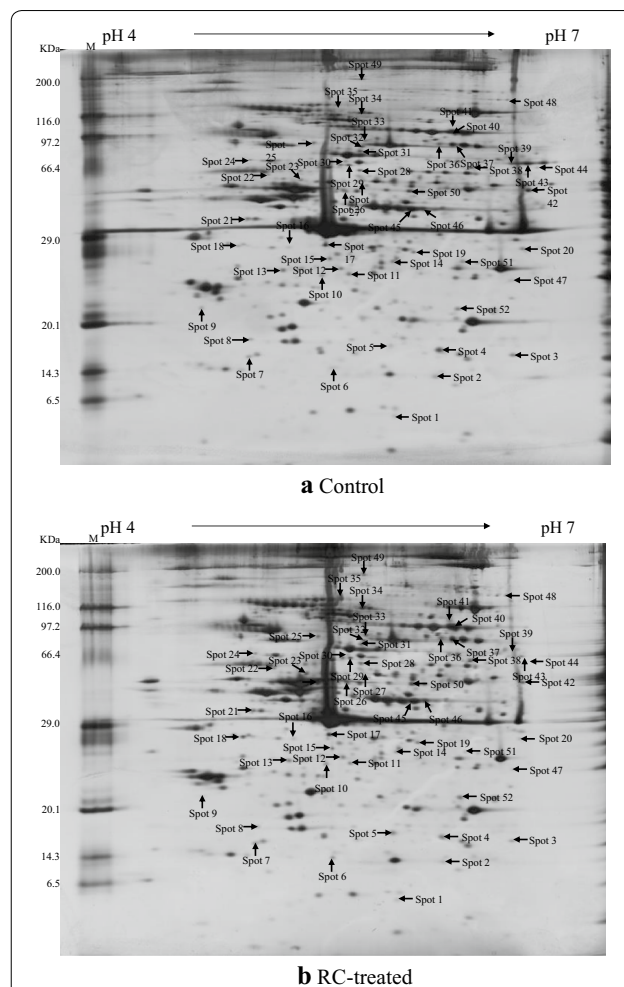 pH 4 pH 7
KDa M
Spot 49
200.0
Spot 35
Spot 34
Spot 48
116.0
Spot 33
Spot 41
Spot 40
97.2
Spot 25
Spot 32
Spot 31
Spot 39
66.4
Spot 24
Spot 23
Spot 30
Spot 28
Spot 36
Spot 37
Spot 38
Spot 44
Spot 22
Spot 29
Spot 43
Spot 50
Spot 42
Spot 26
Spot 27
Spot 21
Spot 16
Spot 45
Spot 46
29.0
Spot 18
Spot 17
Spot 19
Spot 20
Spot 15
Spot 14
Spot 51
Spot 13
Spot 12
Spot 11
Spot 47
Spot 10
Spot 52
20.1
Spot 9
Spot 8
Spot 5
Spot 4
Spot 3
14.3
Spot 7
Spot 6
Spot 2
6.5
Spot 1
a Control
pH 4 pH 7
KDa M
Spot 49
200.0
Spot 35
Spot 34
Spot 48
116.0
Spot 33
Spot 41
Spot 40
97.2
Spot 25
Spot 32
Spot 31
Spot 39
66.4
Spot 24
Spot 30
Spot 28
Spot 36
Spot 37
Spot 38
Spot 44
Spot 22
Spot 23
Spot 29
Spot 43
Spot 50
Spot 42
Spot 26
Spot 27
Spot 21
Spot 16
Spot 45
Spot 46
29.0
Spot 18
Spot 17
Spot 19
Spot 20
Spot 15
Spot 14
Spot 51
Spot 13
Spot 12
Spot 11
Spot 47
Spot 10
Spot 52
20.1
Spot 9
Spot 8
Spot 5
Spot 4
Spot 3
14.3
Spot 7
Spot 6
Spot 2
6.5
Spot 1
b RC-treated